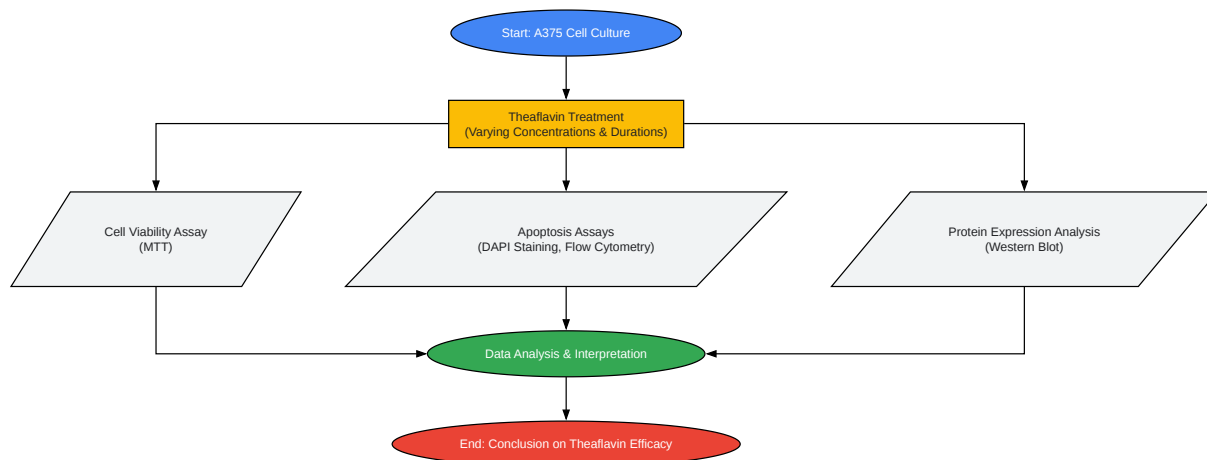 Start: A375 Cell Culture
Theaflavin Treatment
(Varying Concentrations & Durations)
Cell Viability Assay
(MTT)
Apoptosis Assays
(DAPI Staining, Flow Cytometry)
Protein Expression Analysis
(Western Blot)
Data Analysis & Interpretation
End: Conclusion on Theaflavin Efficacy